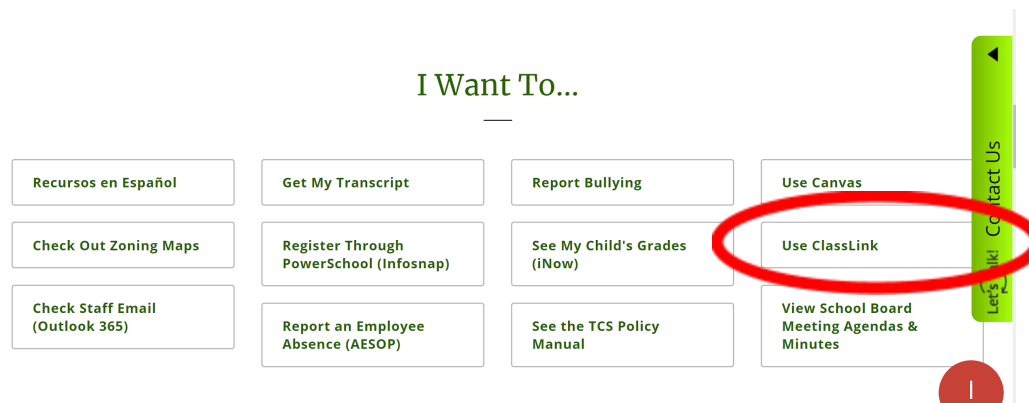 I Want To...
Recursos en Español
Check Out Zoning Maps
Check Staff Email
(Outlook 365)
Get My Transcript
Register Through
PowerSchool (Infosnap)
Report an Employee
Absence (AESOP)
Report Bullying
See My Child's Grades
(iNow)
See the TCS Policy
Manual
Use Canvas
Use ClassLink
View School Board
Meeting Agendas &
Minutes
Let's Talk! Contact Us